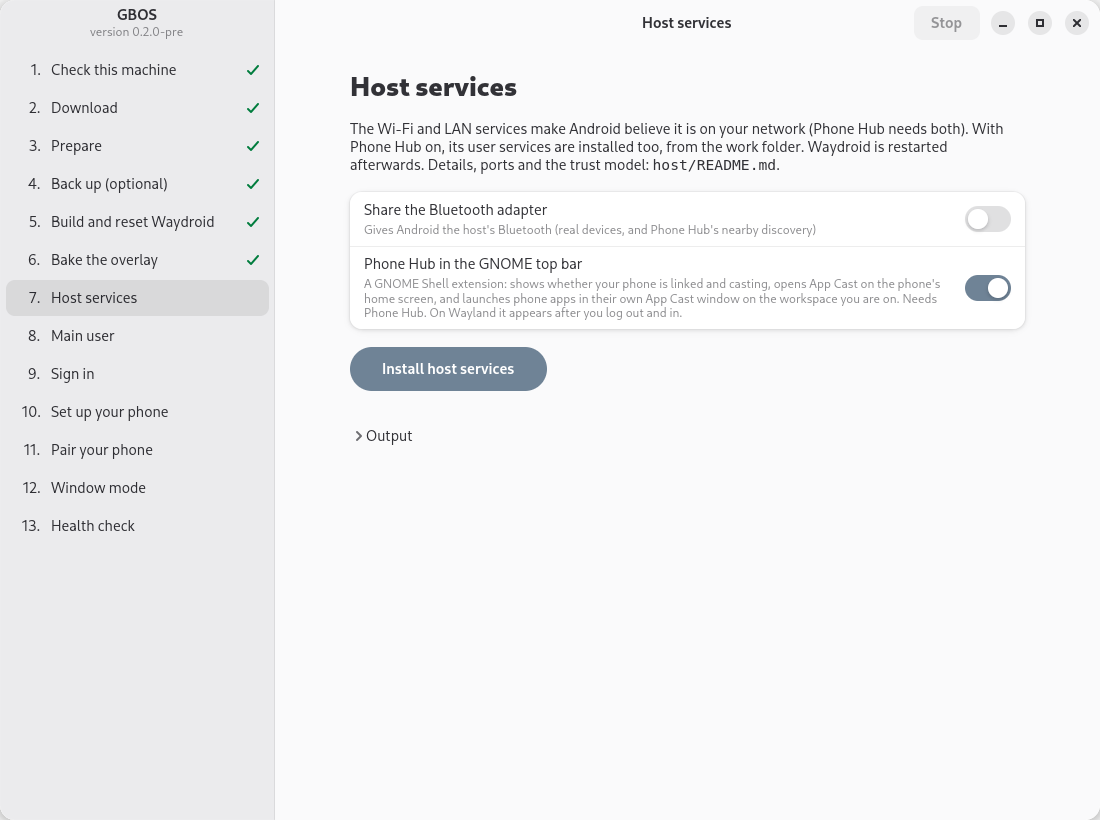 GBOS
version 0.2.0-pre
Host services
Stop
1. Check this machine
2. Download
3. Prepare
4. Back up (optional)
5. Build and reset Waydroid
6. Bake the overlay
7. Host services
8. Main user
9. Sign in
10. Set up your phone
11. Pair your phone
12. Window mode
13. Health check
Host services
The Wi-Fi and LAN services make Android believe it is on your network (Phone Hub needs both). With
Phone Hub on, its user services are installed too, from the work folder. Waydroid is restarted
afterwards. Details, ports and the trust model: host/README.md.
Share the Bluetooth adapter
Gives Android the host's Bluetooth (real devices, and Phone Hub's nearby discovery)
Phone Hub in the GNOME top bar
A GNOME Shell extension: shows whether your phone is linked and casting, opens App Cast on the phone's
home screen, and launches phone apps in their own App Cast window on the workspace you are on. Needs
Phone Hub. On Wayland it appears after you log out and in.
Install host services
Output